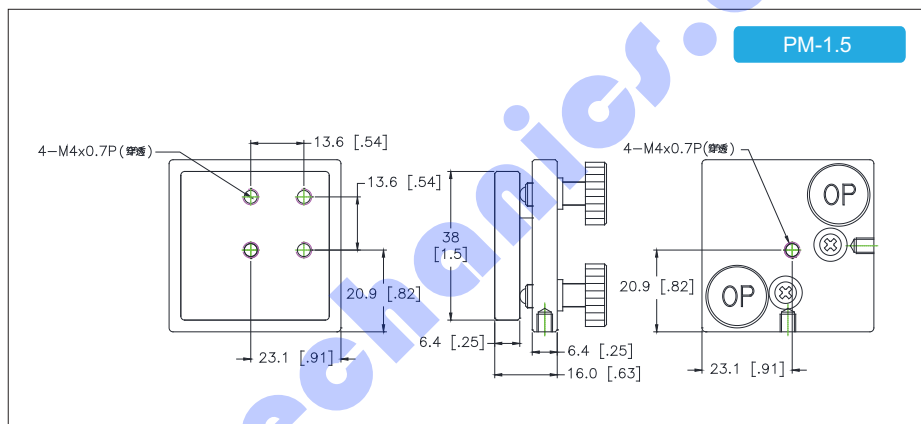 PM-1.5
4-M4x0.7P(穿透)
13.6 [.54]
13.6 [.54]
20.9 [.82]
23.1 [.91]
38
[1.5]
6.4 [.25]
6.4 [.25]
16.0 [.63]
4-M4x0.7P(穿透)
OP
20.9 [.82]
OP
23.1 [.91]
echanics.